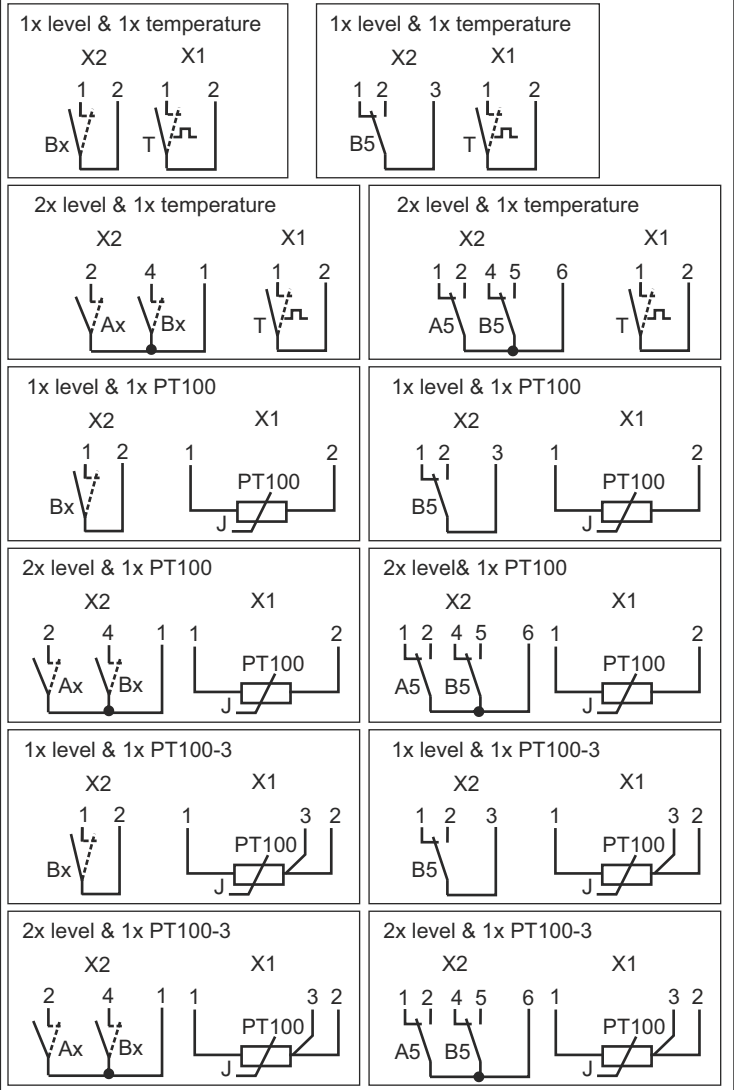 1x level & 1x temperature
X2 X1
1 2 1 2
Bx T
1x level & 1x temperature
X2 X1
1 2 3 1 2
B5 T
2x level & 1x temperature
X2 X1
2 4 1 1 2
Ax Bx T
2x level & 1x temperature
X2 X1
1 2 4 5 6 1 2
A5 B5 T
1x level & 1x PT100
X2 X1
1 2 1 2
PT100
Bx
J
1x level & 1x PT100
X2 X1
1 2 3 1 2
PT100
B5
J
2x level & 1x PT100
X2 X1
2 4 1 1 2
PT100
Ax Bx
J
2x level& 1x PT100
X2 X1
1 2 4 5 6 1 2
PT100
A5 B5
J
1x level & 1x PT100-3
X2 X1
1 2 1 3 2
PT100
Bx
J
1x level & 1x PT100-3
X2 X1
1 2 3 1 3 2
PT100
B5
J
2x level & 1x PT100-3
X2 X1
2 4 1 1 3 2
PT100
Ax Bx
J
2x level & 1x PT100-3
X2 X1
1 2 4 5 6 1 3 2
PT100
A5 B5
J